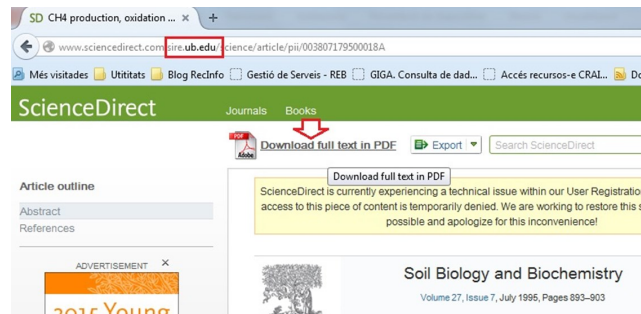 SD CH4 production, oxidation ... × +
www.sciencedirect.com.sire.ub.edu/science/article/pii/003807179500018A
Més visitades Utititats Blog RecInfo Gestió de Serveis - REB GIGA. Consulta de dad... Accés recursos-e CRAI... Do
ScienceDirect Journals Books
PDF Adobe Download full text in PDF Export Search ScienceDirect
Download full text in PDF
Article outline
ScienceDirect is currently experiencing a technical issue within our User Registratio
Abstract
access to this piece of content is temporarily denied. We are working to restore this s
References
possible and apologize for this inconvenience!
ADVERTISEMENT ×
Soil Biology and Biochemistry
Volume 27, Issue 7, July 1995, Pages 893–903
2015 Young